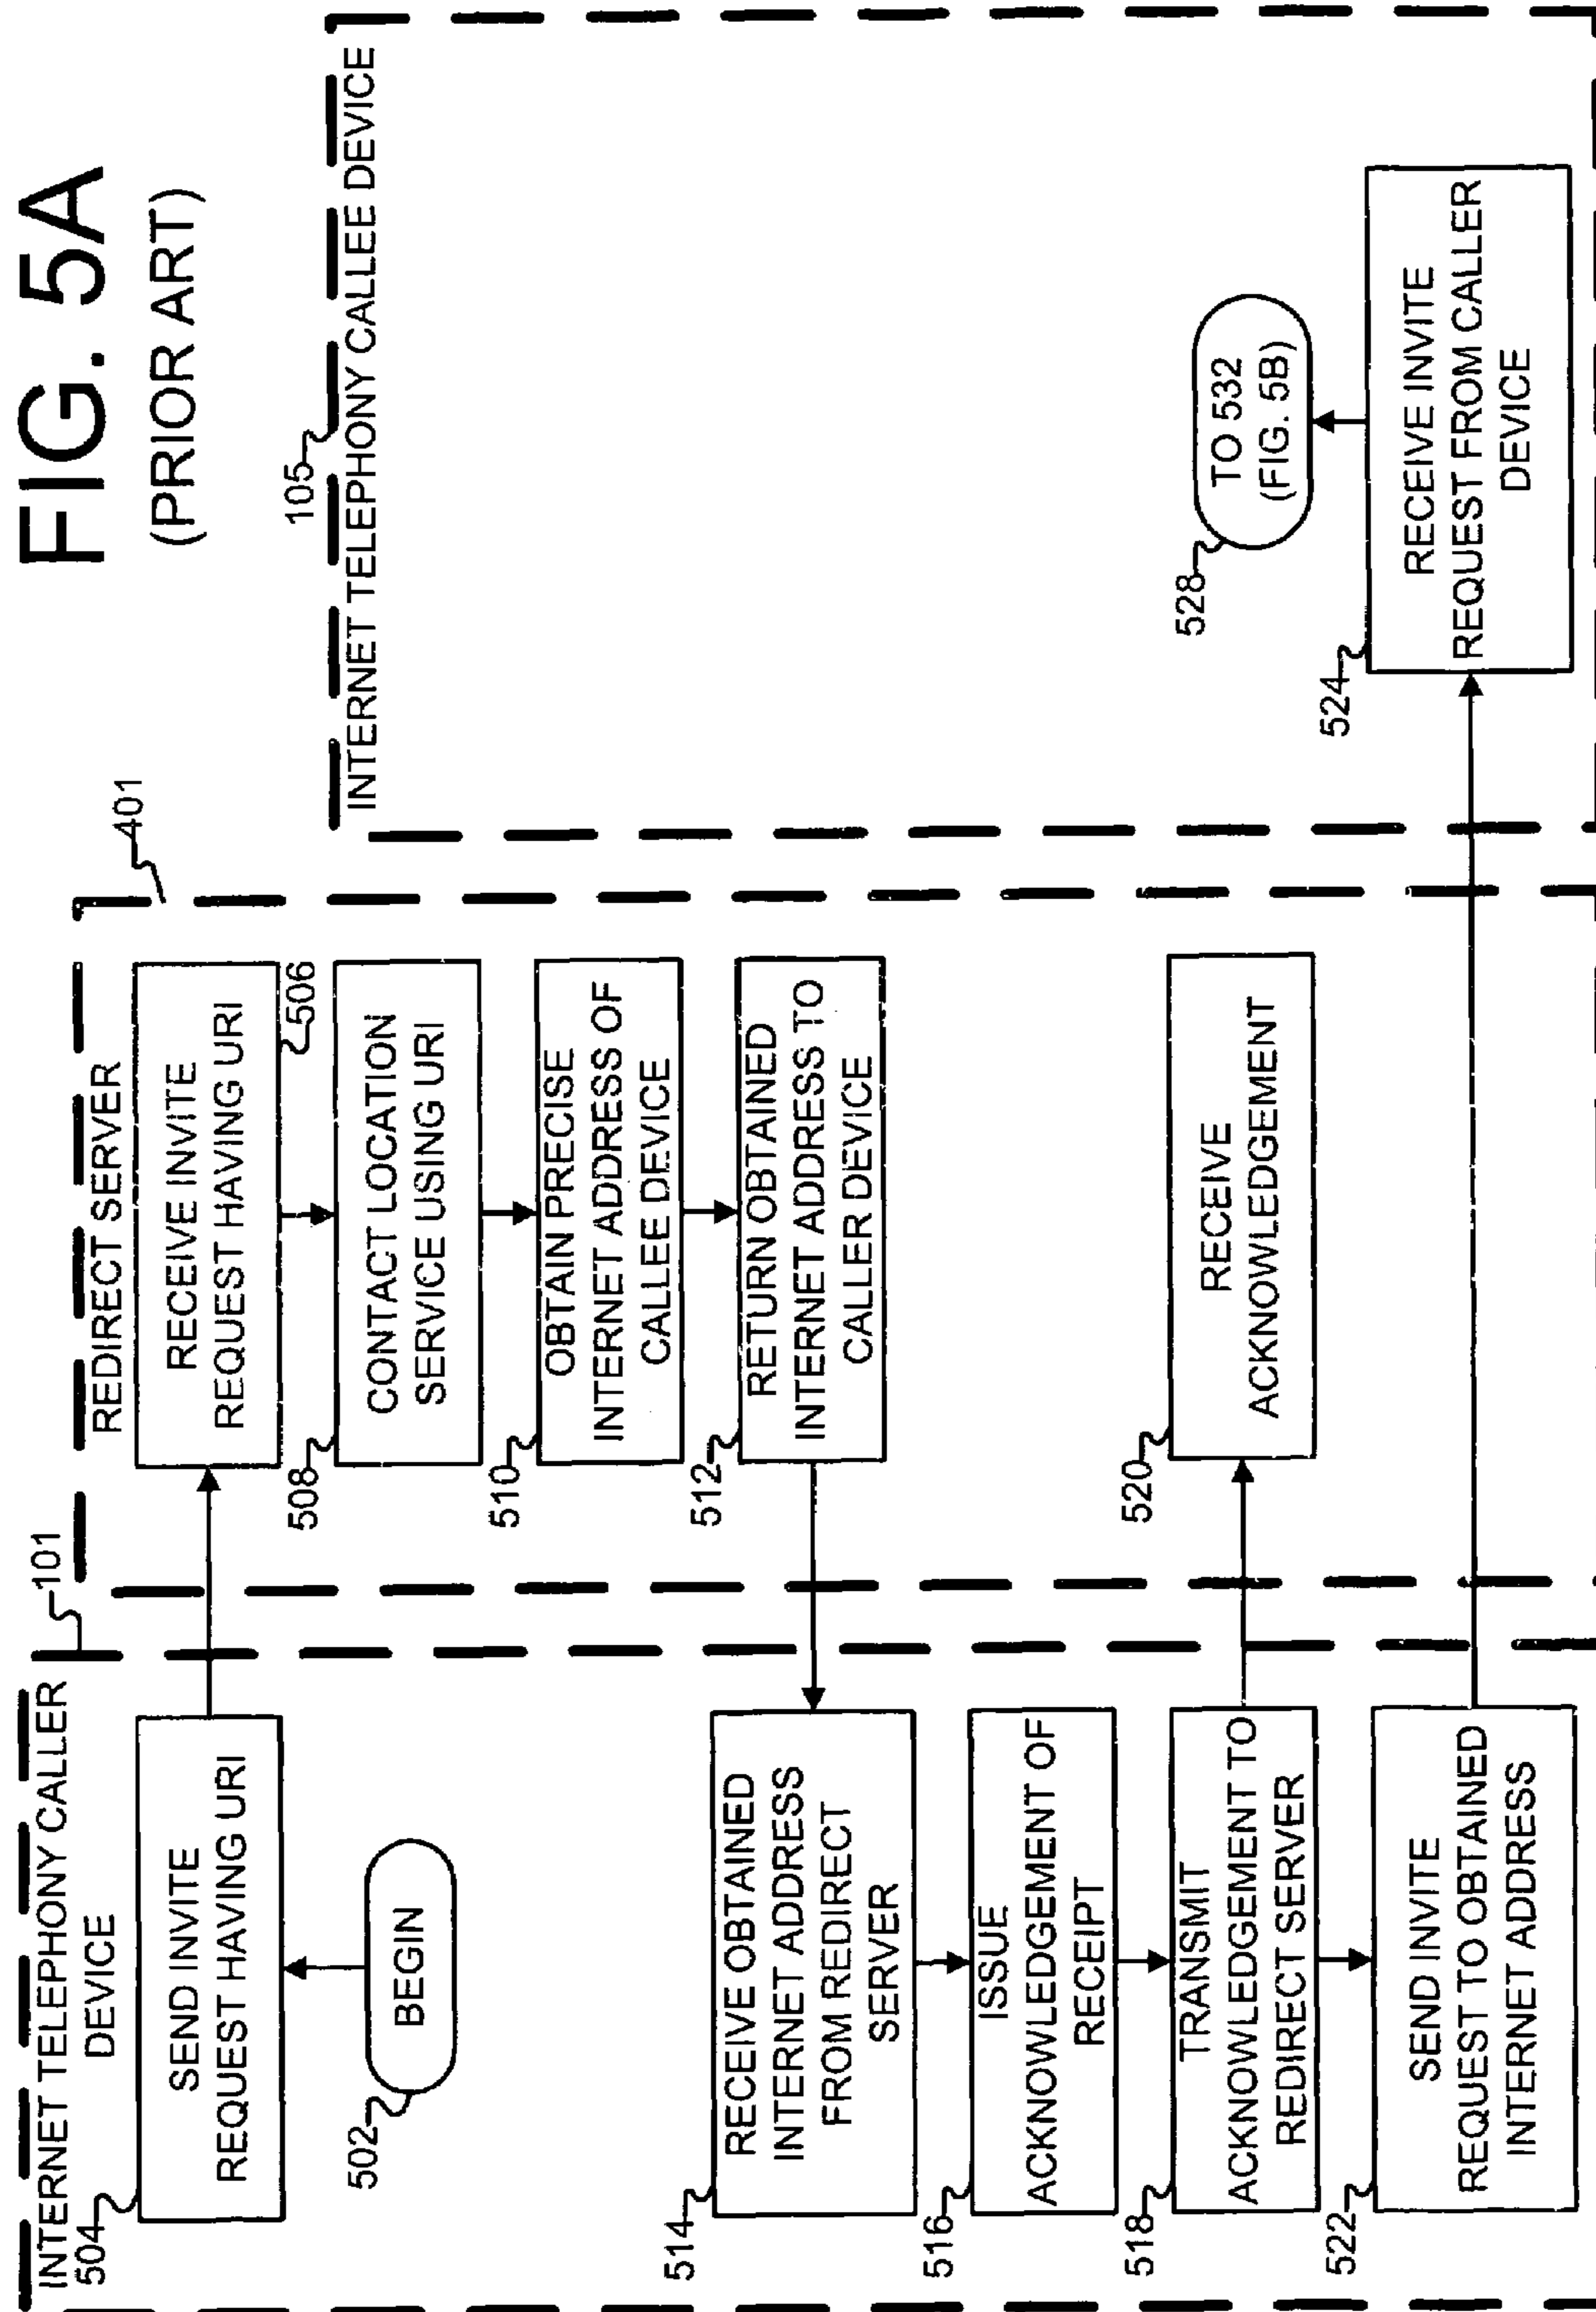 FIG. 5A
(PRIOR ART)
INTERNET TELEPHONY CALLER
DEVICE
101
504
SEND INVITE
REQUEST HAVING URI
502
BEGIN
514
RECEIVE OBTAINED
INTERNET ADDRESS
FROM REDIRECT
SERVER
516
ISSUE
ACKNOWLEDGEMENT OF
RECEIPT
518
TRANSMIT
ACKNOWLEDGEMENT TO
REDIRECT SERVER
522
SEND INVITE
REQUEST TO OBTAINED
INTERNET ADDRESS
401
REDIRECT SERVER
RECEIVE INVITE
REQUEST HAVING URI
506
508
CONTACT LOCATION
SERVICE USING URI
510
OBTAIN PRECISE
INTERNET ADDRESS OF
CALLEE DEVICE
512
RETURN OBTAINED
INTERNET ADDRESS TO
CALLER DEVICE
520
RECEIVE
ACKNOWLEDGEMENT
105
INTERNET TELEPHONY CALLEE DEVICE
528
TO 532
(FIG. 5B)
524
RECEIVE INVITE
REQUEST FROM CALLER
DEVICE